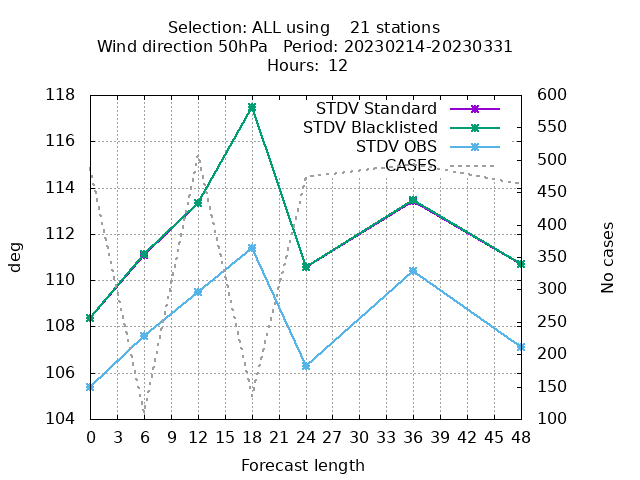 Selection: ALL using    21 stations
Wind direction 50hPa   Period: 20230214-20230331
Hours: 12
STDV Standard
STDV Blacklisted
STDV OBS
CASES
118
116
114
112
110
108
106
104
deg
600
550
500
450
400
350
300
250
200
150
100
No cases
0 3 6 9 12 15 18 21 24 27 30 33 36 39 42 45 48
Forecast length